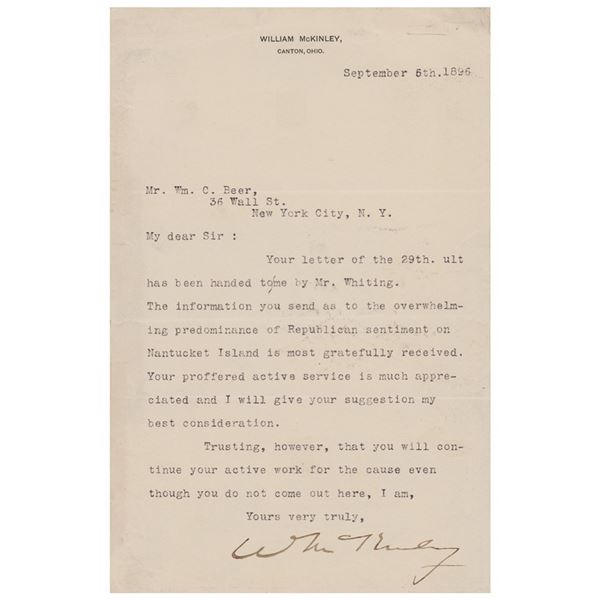 WILLIAM McKINLEY,
CANTON, OHIO.
September 5th.1896
Mr. Wm. C. Beer,
36 Wall St.
New York City, N. Y.
My dear Sir :
Your letter of the 29th. ult
has been handed to/me by Mr. Whiting.
The information you send as to the overwhelm-
ing predominance of Republican sentiment on
Nantucket Island is most gratefully received.
Your proffered active service is much appre-
ciated and I will give your suggestion my
best consideration.
Trusting, however, that you will con-
tinue your active work for the cause even
though you do not come out here, I am,
Yours very truly,
Wm McKinley